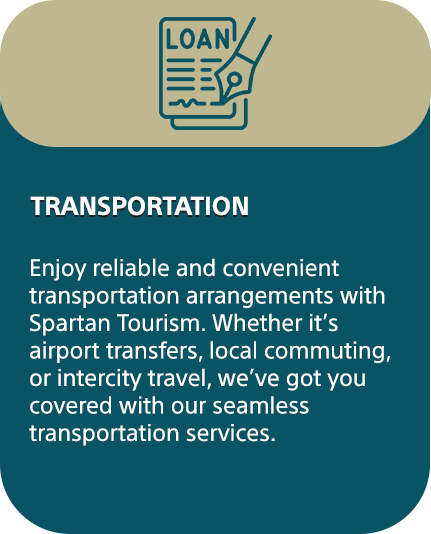 LOAN
TRANSPORTATION
Enjoy reliable and convenient
transportation arrangements with
Spartan Tourism. Whether it’s
airport transfers, local commuting,
or intercity travel, we’ve got you
covered with our seamless
transportation services.